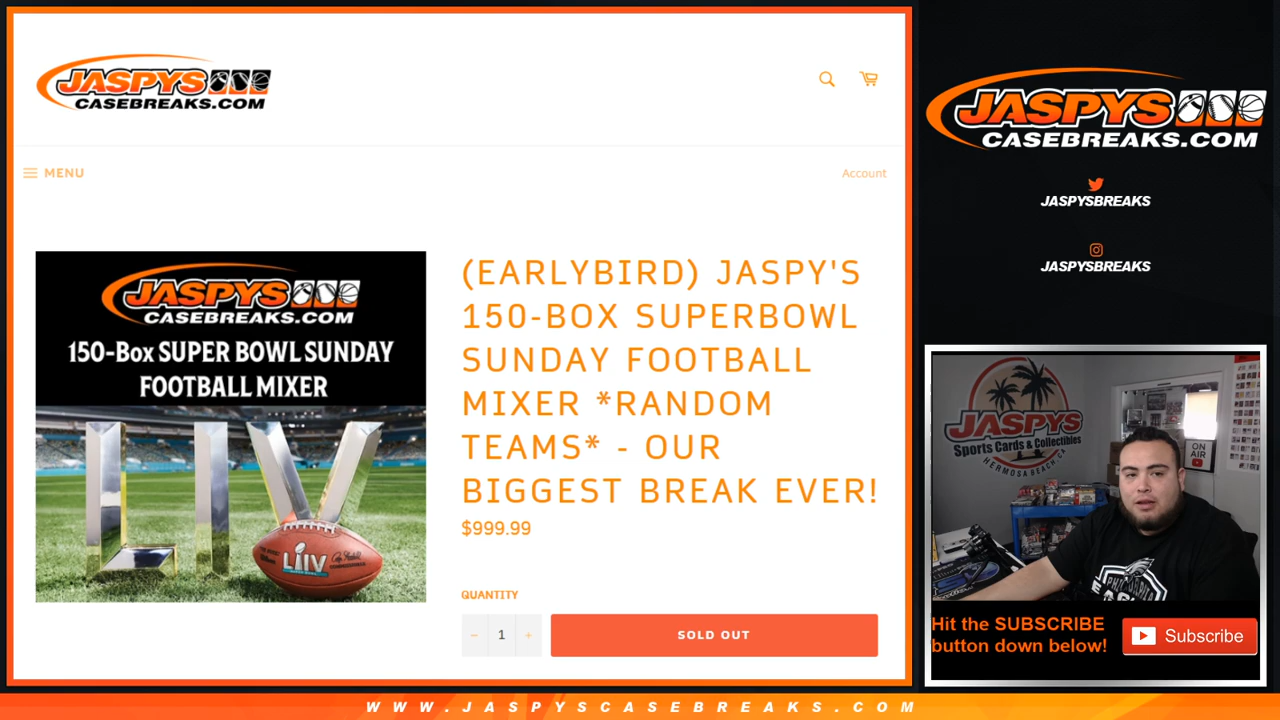 JASPYS
CASEBREAKS.COM
MENU
Account
JASPYS
CASEBREAKS.COM
150-Box SUPER BOWL SUNDAY
FOOTBALL MIXER
LIV
LIIV
(EARLYBIRD) JASPY'S
150-BOX SUPERBOWL
SUNDAY FOOTBALL
MIXER *RANDOM
TEAMS* - OUR
BIGGEST BREAK EVER!
$999.99
QUANTITY
− 1 +
SOLD OUT
JASPYS
CASEBREAKS.COM
JASPYSBREAKS
JASPYSBREAKS
JASPYS
Sports Cards & Collectibles
HERMOSA BEACH, CA
ON
AIR
Hit the SUBSCRIBE
button down below!
Subscribe
WWW.JASPYSCASEBREAKS.COM